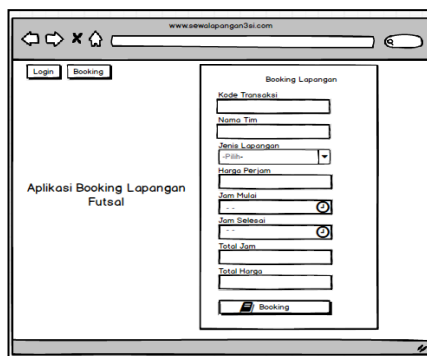 www.sewalapangan3si.com
Login
Booking
Aplikasi Booking Lapangan
Futsal
Booking Lapangan
Kode Transaksi
Nama Tim
Jenis Lapangan
-Pilih-
Harga Perjam
Jam Mulai
- -
Jam Selesai
- -
Total Jam
Total Harga
Booking